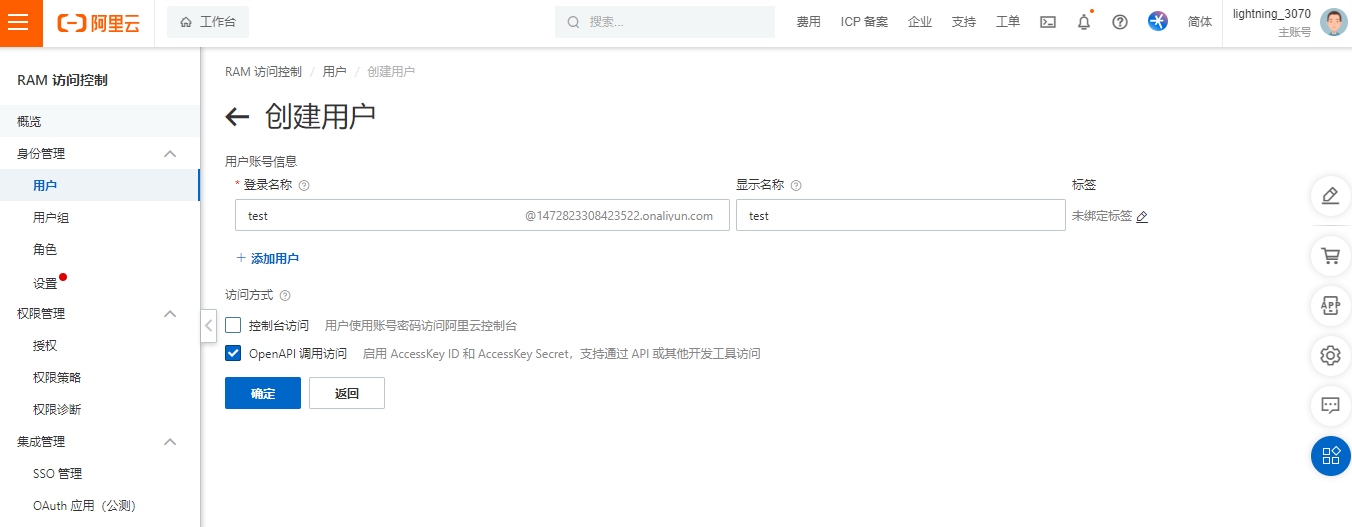 阿里云 工作台 搜索... 费用 ICP 备案 企业 支持 工单 简体 lightning_3070
主账号
RAM 访问控制
概览
身份管理
用户
用户组
角色
设置
权限管理
授权
权限策略
权限诊断
集成管理
SSO 管理
OAuth 应用（公测）
RAM 访问控制 / 用户 / 创建用户
创建用户
用户账号信息
* 登录名称 显示名称 标签
test @1472823308423522.onaliyun.com test 未绑定标签
+ 添加用户
访问方式
控制台访问 用户使用账号密码访问阿里云控制台
OpenAPI 调用访问 启用 AccessKey ID 和 AccessKey Secret，支持通过 API 或其他开发工具访问
确定 返回
APP